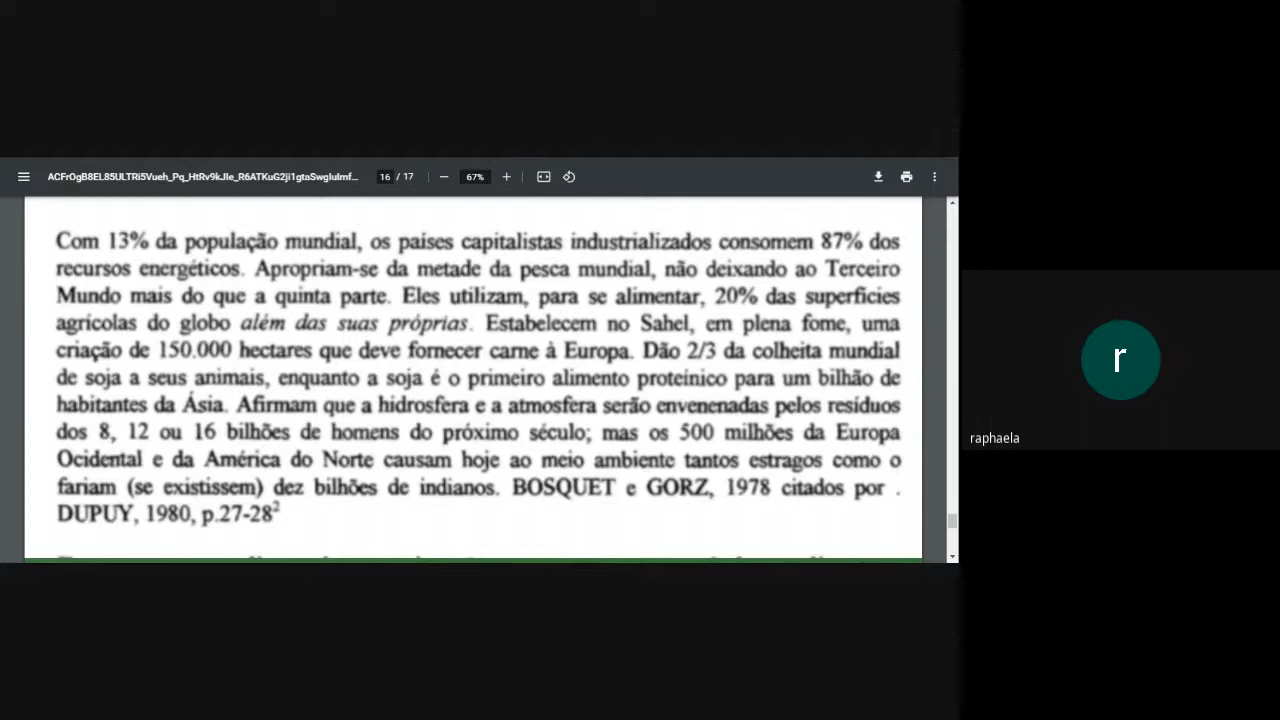 ACFrOgB8EL85ULTRi5Vueh_Pq_HtRv9kJIe_R6ATKuG2ji1gtaSwgIuImf...
16 / 17
67%
Com 13% da população mundial, os países capitalistas industrializados consomem 87% dos
recursos energéticos. Apropriam-se da metade da pesca mundial, não deixando ao Terceiro
Mundo mais do que a quinta parte. Eles utilizam, para se alimentar, 20% das superfícies
agrícolas do globo além das suas próprias. Estabelecem no Sahel, em plena fome, uma
criação de 150.000 hectares que deve fornecer carne à Europa. Dão 2/3 da colheita mundial
de soja a seus animais, enquanto a soja é o primeiro alimento proteínico para um bilhão de
habitantes da Ásia. Afirmam que a hidrosfera e a atmosfera serão envenenadas pelos resíduos
dos 8, 12 ou 16 bilhões de homens do próximo século; mas os 500 milhões da Europa
Ocidental e da América do Norte causam hoje ao meio ambiente tantos estragos como o
fariam (se existissem) dez bilhões de indianos. BOSQUET e GORZ, 1978 citados por .
DUPUY, 1980, p.27-28²
r
raphaela